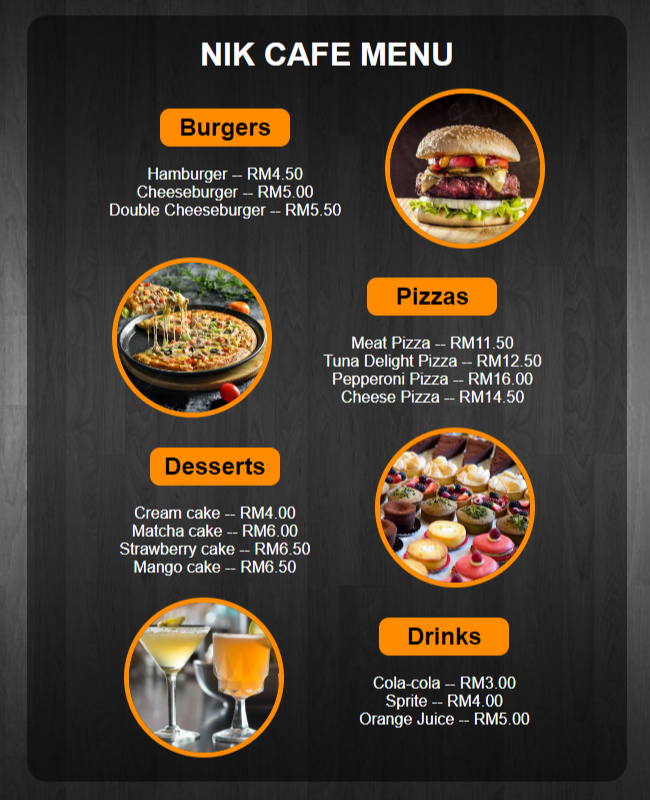 NIK CAFE MENU
Burgers
Hamburger -- RM4.50
Cheeseburger -- RM5.00
Double Cheeseburger -- RM5.50
Pizzas
Meat Pizza -- RM11.50
Tuna Delight Pizza -- RM12.50
Pepperoni Pizza -- RM16.00
Cheese Pizza -- RM14.50
Desserts
Cream cake -- RM4.00
Matcha cake -- RM6.00
Strawberry cake -- RM6.50
Mango cake -- RM6.50
Drinks
Cola-cola -- RM3.00
Sprite -- RM4.00
Orange Juice -- RM5.00